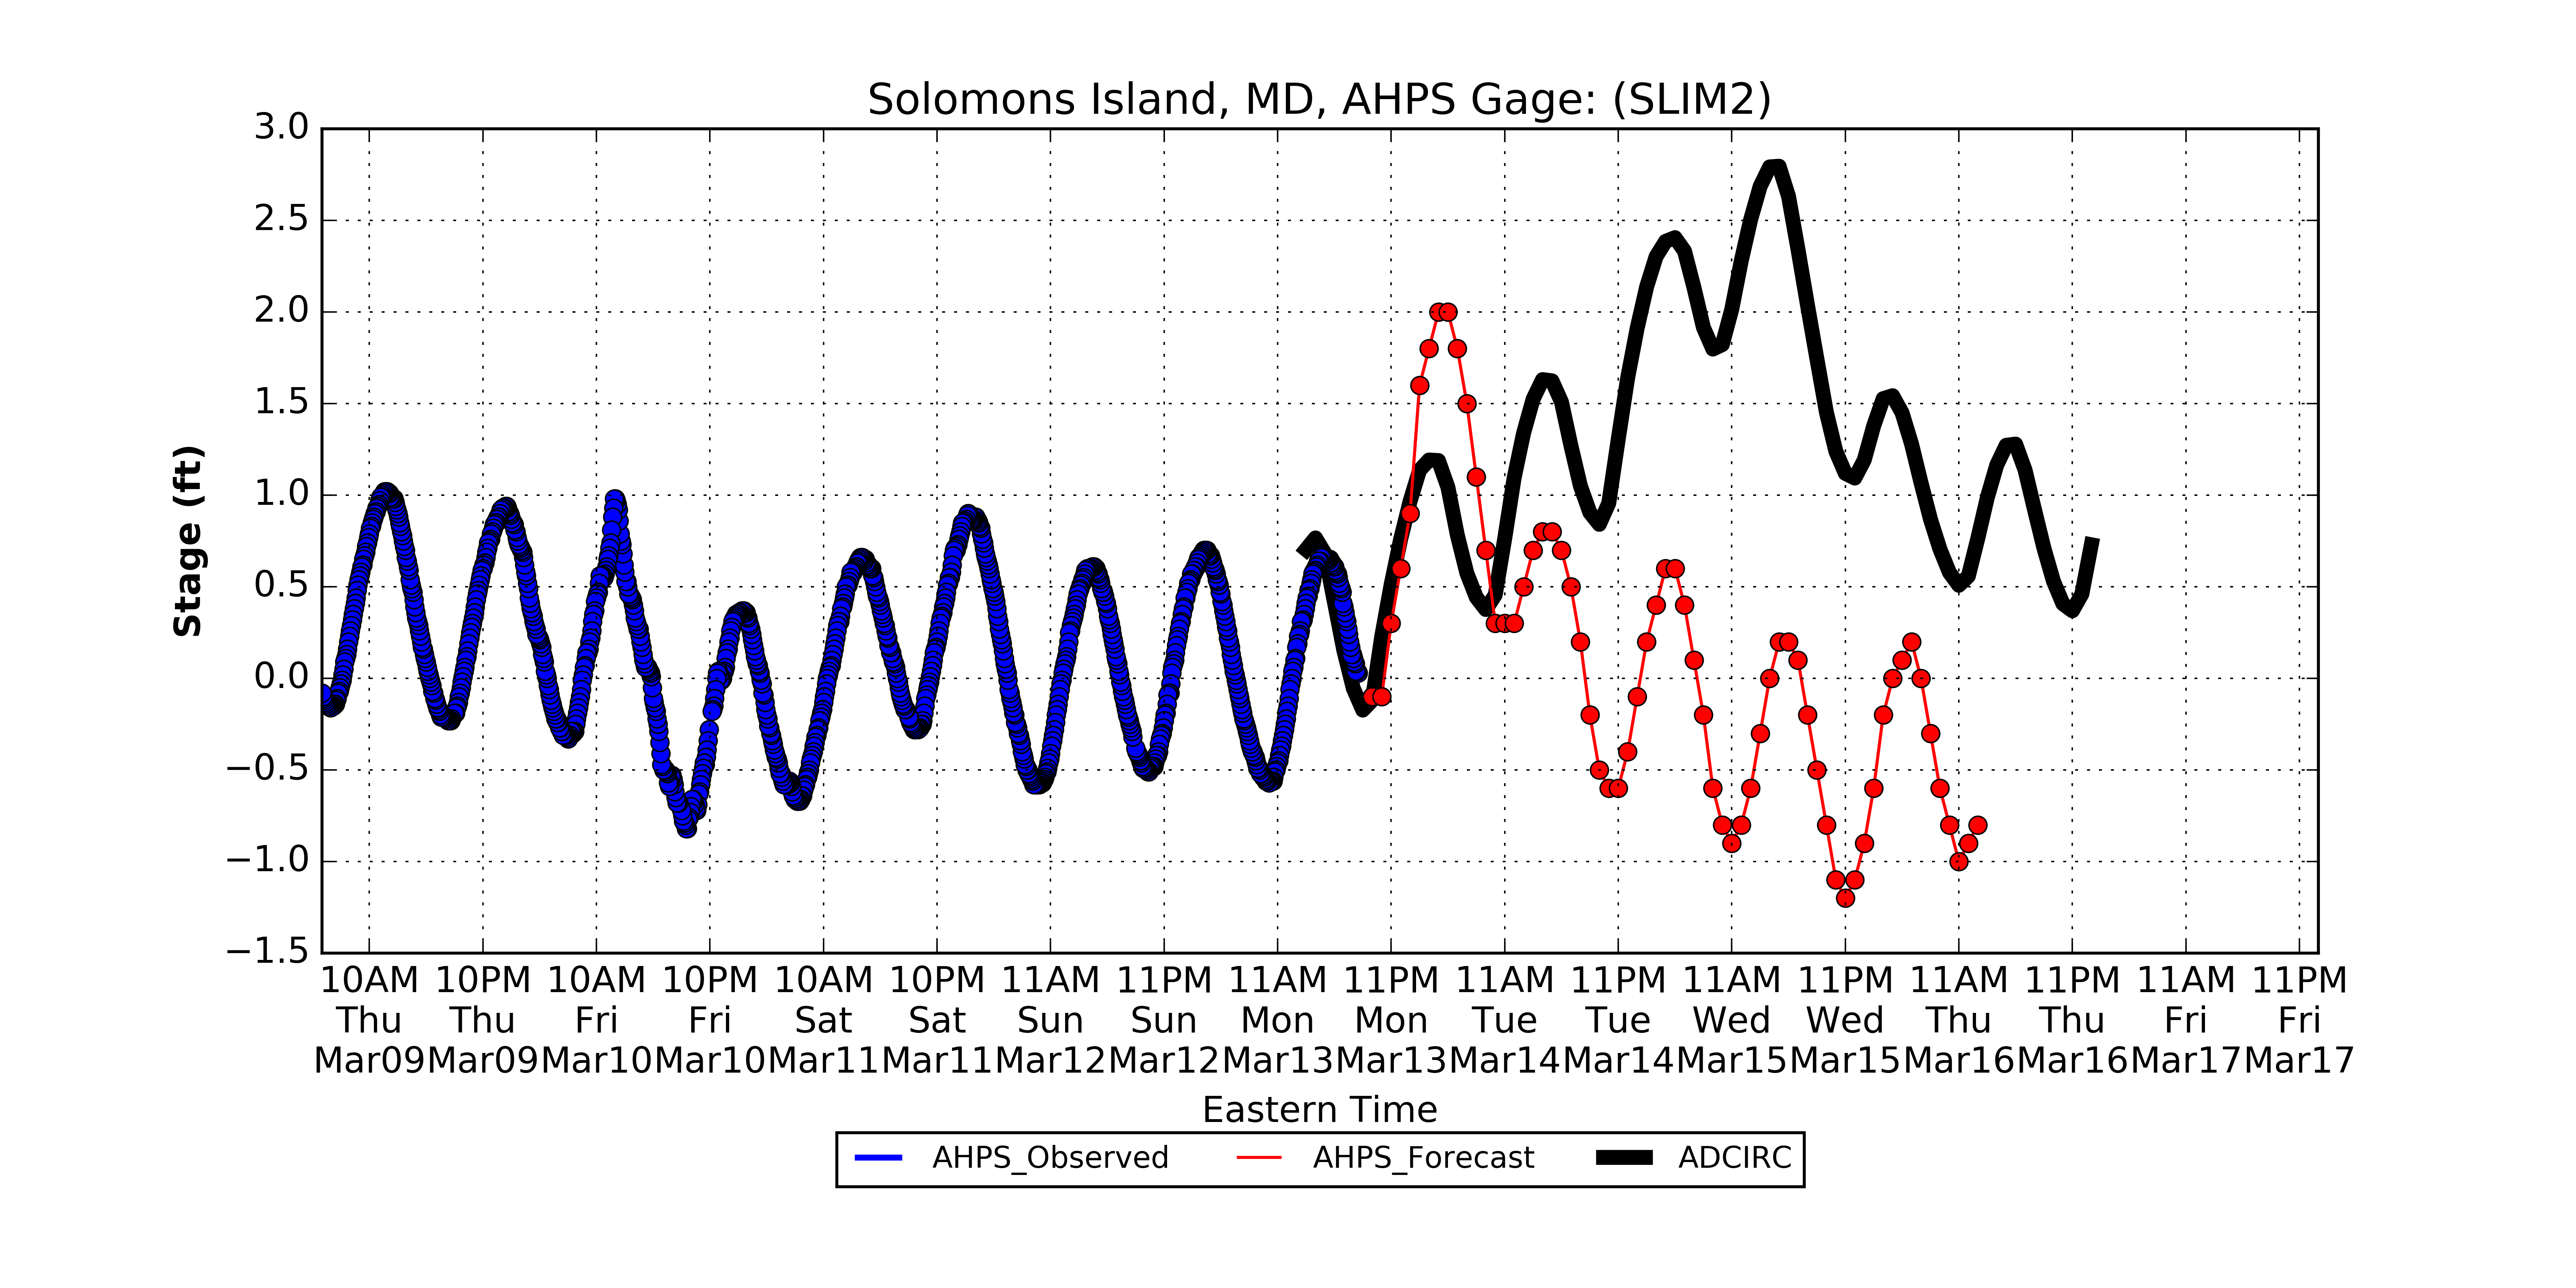 Solomons Island, MD, AHPS Gage: (SLIM2)
3.0
2.5
2.0
1.5
1.0
0.5
0.0
−0.5
−1.0
−1.5
Stage (ft)
10AM 10PM 10AM 10PM 10AM 10PM 11AM 11PM 11AM 11PM 11AM 11PM 11AM 11PM 11AM 11PM 11AM 11PM
Thu Thu Fri Fri Sat Sat Sun Sun Mon Mon Tue Tue Wed Wed Thu Thu Fri Fri
Mar09 Mar09 Mar10 Mar10 Mar11 Mar11 Mar12 Mar12 Mar13 Mar13 Mar14 Mar14 Mar15 Mar15 Mar16 Mar16 Mar17 Mar17
Eastern Time
AHPS_Observed AHPS_Forecast ADCIRC